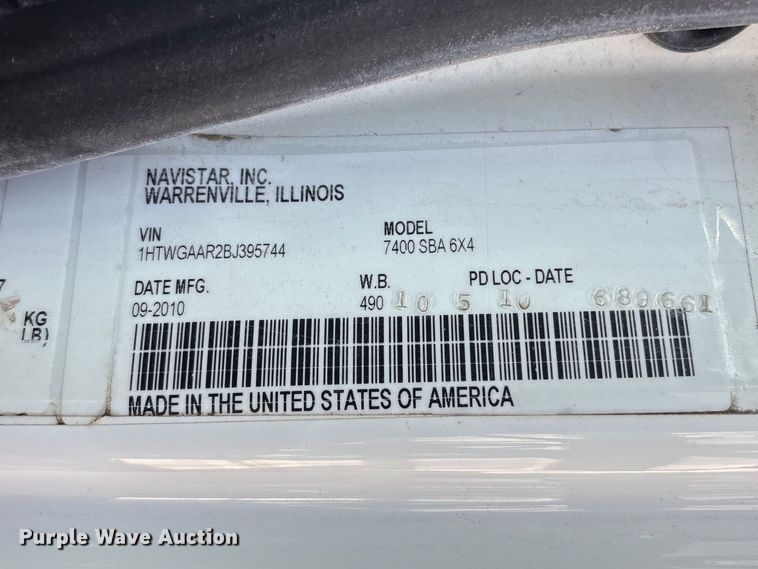 NAVISTAR, INC.
WARRENVILLE, ILLINOIS
VIN MODEL
1HTWGAAR2BJ395744 7400 SBA 6X4
DATE MFG. W.B. PD LOC - DATE
09-2010 490 10 5 10 689661
7
KG
LB)
MADE IN THE UNITED STATES OF AMERICA
Purple Wave Auction